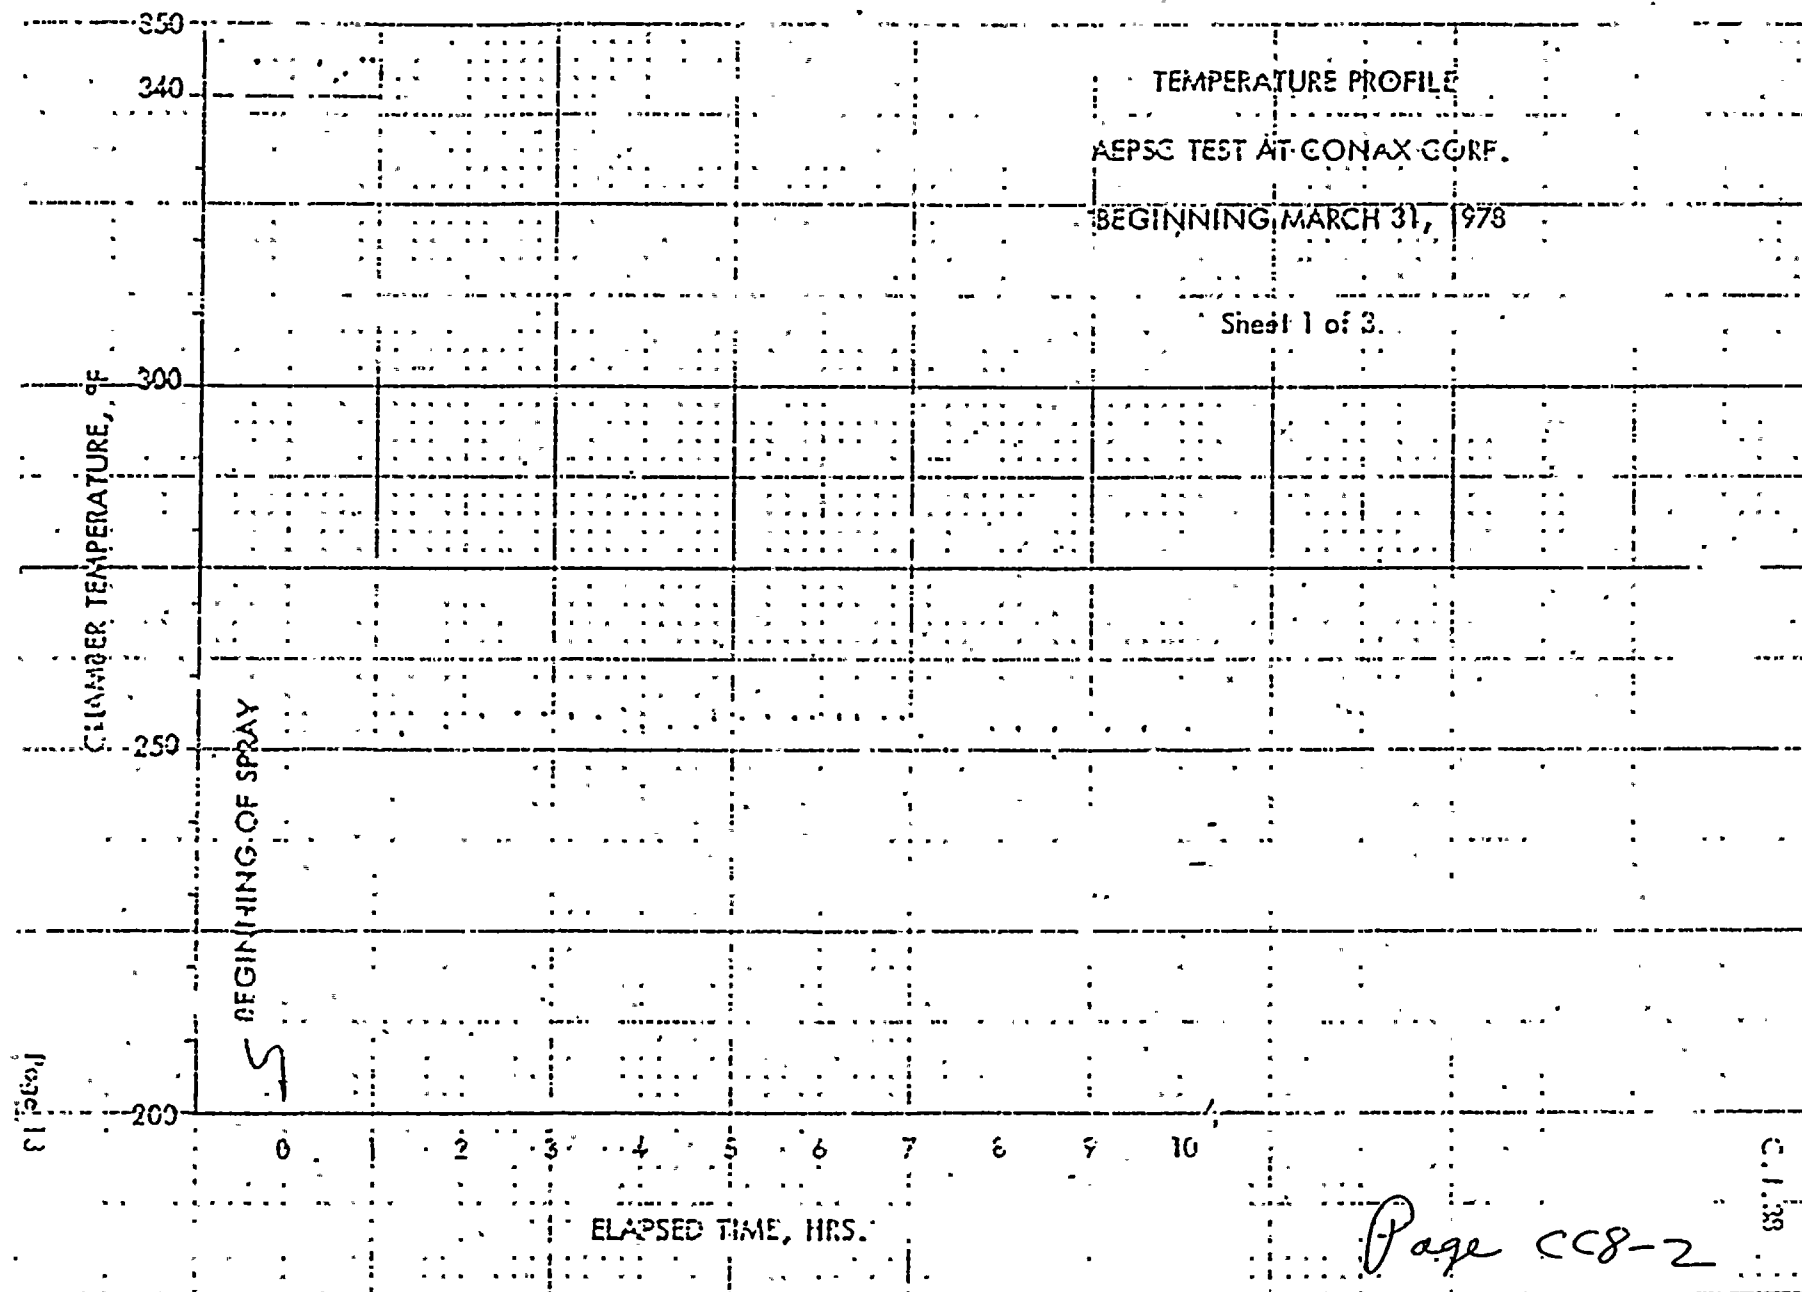 TEMPERATURE PROFILE
AEPSC TEST AT CONAX CORP.
BEGINNING MARCH 31, 1978
Sheet 1 of 3.
CHAMBER TEMPERATURE, °F
350
340
300
250
200
BEGINNING OF SPRAY
0 1 2 3 4 5 6 7 8 9 10
ELAPSED TIME, HRS.
Page 13
Page CC8-2